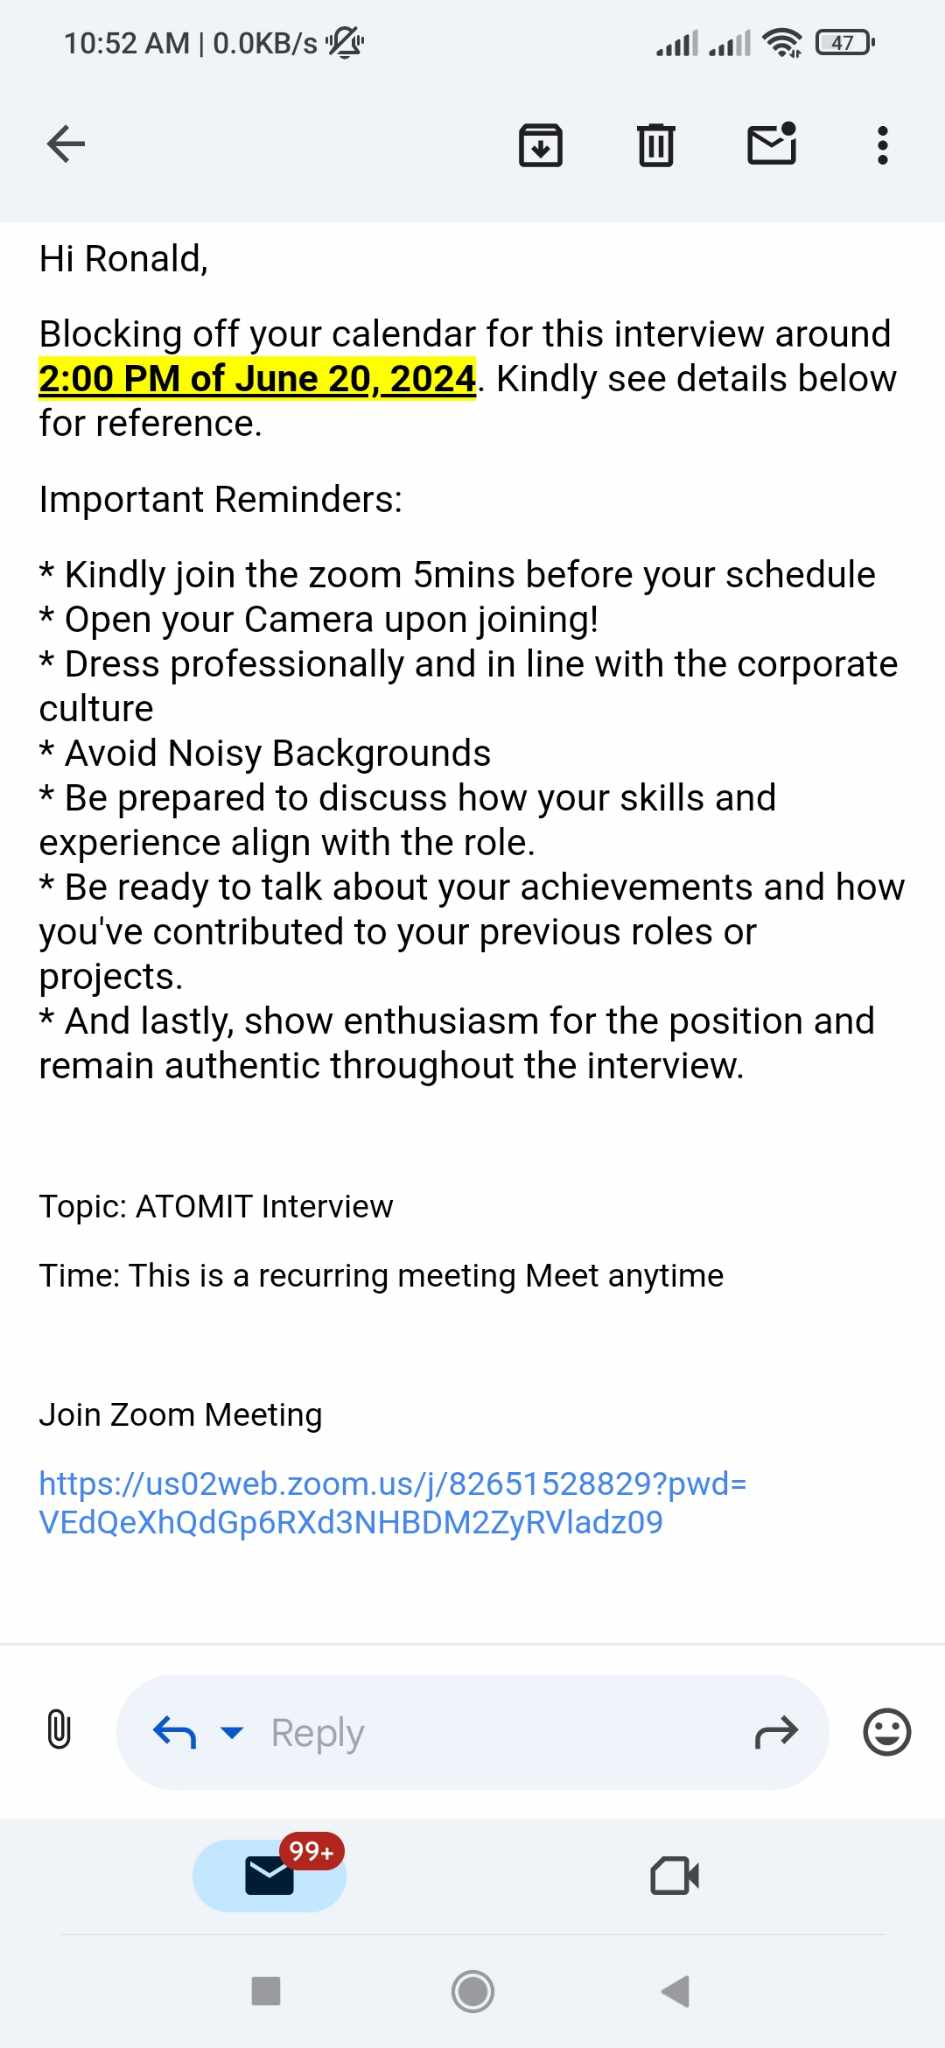 10:52 AM | 0.0KB/s
47
Hi Ronald,
Blocking off your calendar for this interview around
2:00 PM of June 20, 2024. Kindly see details below
for reference.
Important Reminders:
* Kindly join the zoom 5mins before your schedule
* Open your Camera upon joining!
* Dress professionally and in line with the corporate
culture
* Avoid Noisy Backgrounds
* Be prepared to discuss how your skills and
experience align with the role.
* Be ready to talk about your achievements and how
you've contributed to your previous roles or
projects.
* And lastly, show enthusiasm for the position and
remain authentic throughout the interview.
Topic: ATOMIT Interview
Time: This is a recurring meeting Meet anytime
Join Zoom Meeting
https://us02web.zoom.us/j/82651528829?pwd=
VEdQeXhQdGp6RXd3NHBDM2ZyRVladz09
Reply
99+